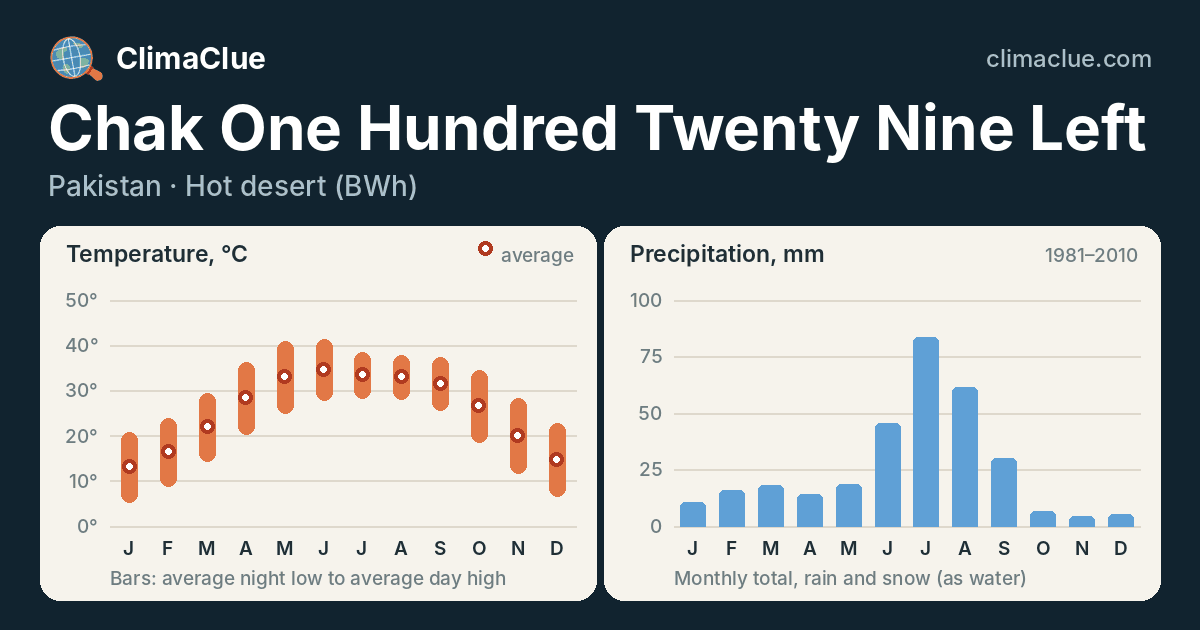 ClimaClue
climaclue.com
Chak One Hundred Twenty Nine Left
Pakistan · Hot desert (BWh)
Temperature, °C
average
50°
40°
30°
20°
10°
0°
J F M A M J J A S O N D
Bars: average night low to average day high
Precipitation, mm
1981–2010
100
75
50
25
0
J F M A M J J A S O N D
Monthly total, rain and snow (as water)